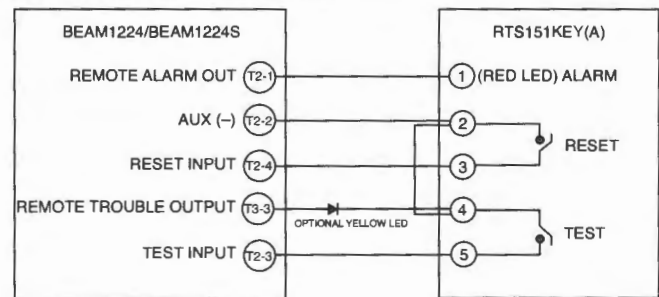 BEAM1224/BEAM1224S
RTS151KEY(A)
REMOTE ALARM OUT T2-1 1 (RED LED) ALARM
AUX (–) T2-2 2
RESET
RESET INPUT T2-4 3
REMOTE TROUBLE OUTPUT T3-3 4
OPTIONAL YELLOW LED
TEST
TEST INPUT T2-3 5